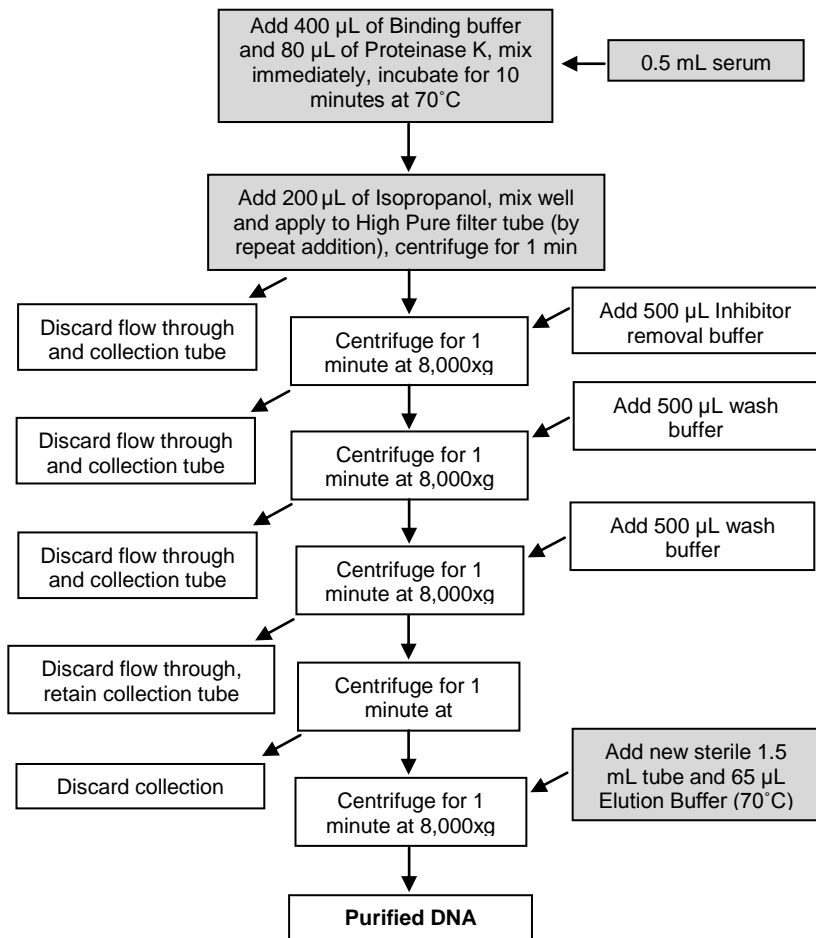 Add 400 µL of Binding buffer
and 80 µL of Proteinase K, mix
immediately, incubate for 10
minutes at 70˚C
0.5 mL serum
Add 200 µL of Isopropanol, mix well
and apply to High Pure filter tube (by
repeat addition), centrifuge for 1 min
Discard flow through
and collection tube
Centrifuge for 1
minute at 8,000xg
Add 500 µL Inhibitor
removal buffer
Discard flow through
and collection tube
Centrifuge for 1
minute at 8,000xg
Add 500 µL wash
buffer
Discard flow through
and collection tube
Centrifuge for 1
minute at 8,000xg
Add 500 µL wash
buffer
Discard flow through,
retain collection tube
Centrifuge for 1
minute at
Discard collection
Centrifuge for 1
minute at 8,000xg
Add new sterile 1.5
mL tube and 65 µL
Elution Buffer (70˚C)
Purified DNA